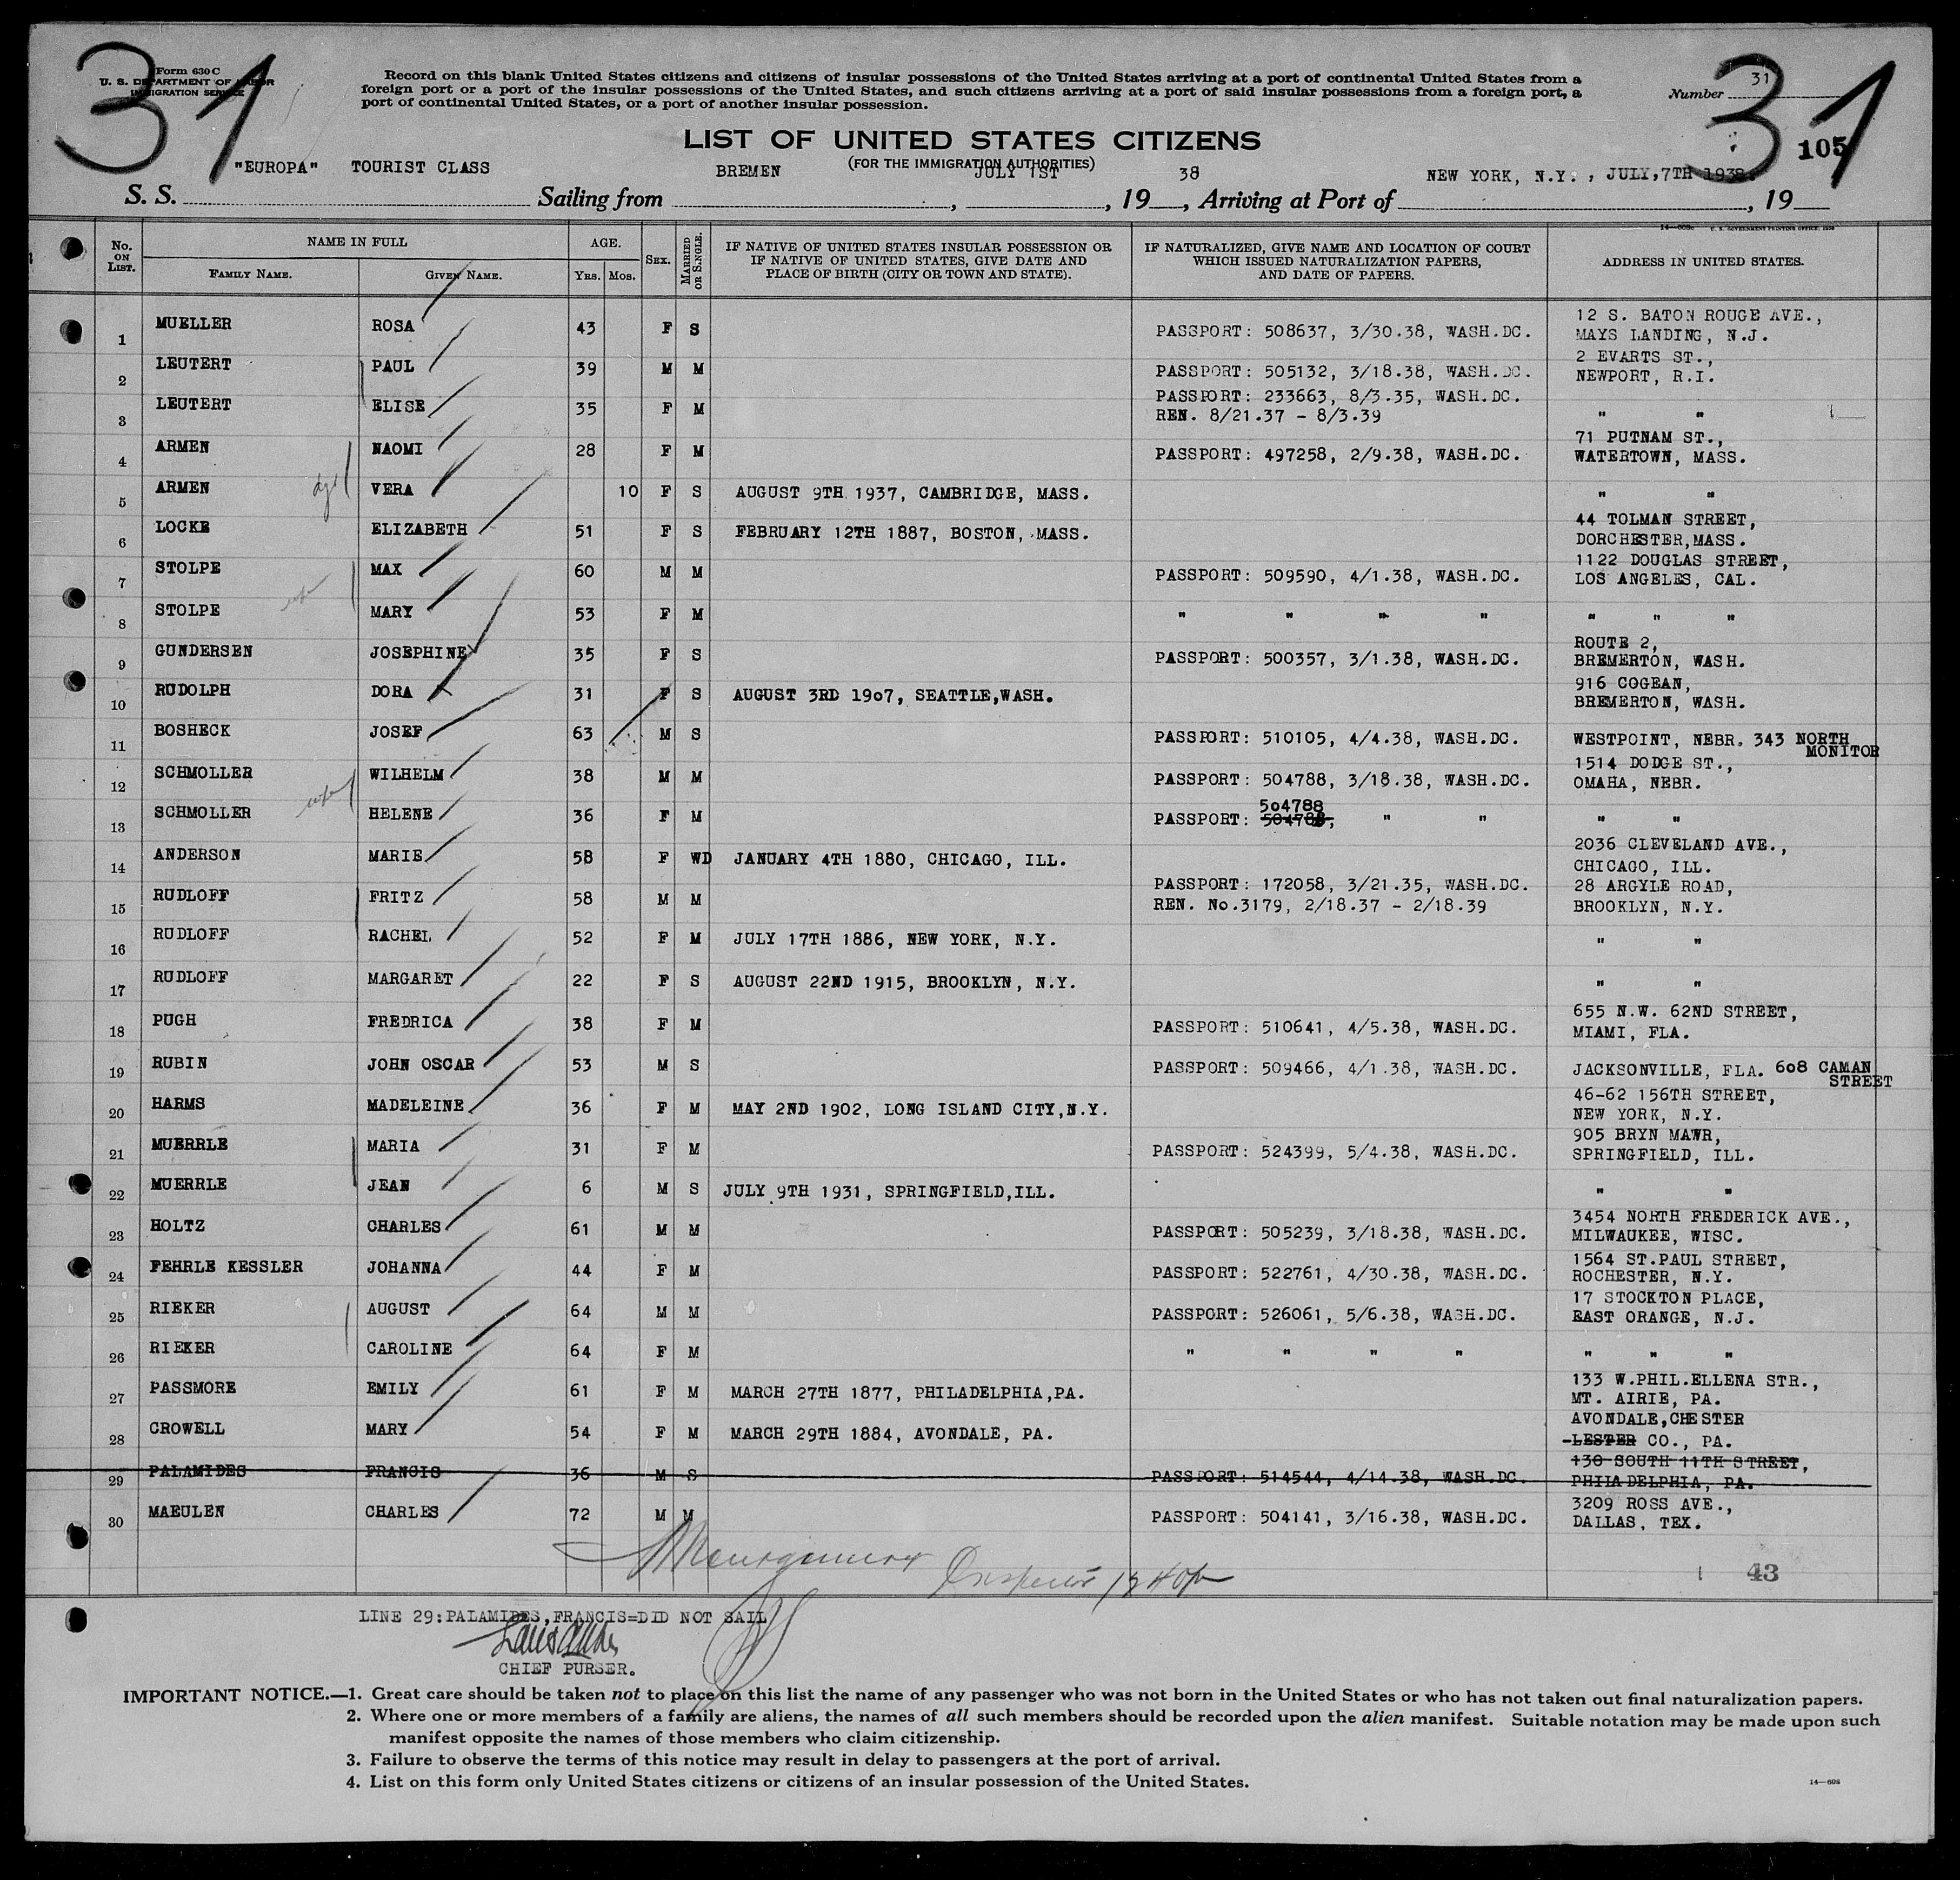 31
31
Form 630 C
U. S. DEPARTMENT OF LABOR
IMMIGRATION SERVICE
Record on this blank United States citizens and citizens of insular possessions of the United States arriving at a port of continental United States from a
foreign port or a port of the insular possessions of the United States, and such citizens arriving at a port of said insular possessions from a foreign port, a
port of continental United States, or a port of another insular possession.
Number 31
105
LIST OF UNITED STATES CITIZENS
(FOR THE IMMIGRATION AUTHORITIES)
S. S. "EUROPA" TOURIST CLASS Sailing from BREMEN, JULY 1ST, 1938, Arriving at Port of NEW YORK, N.Y., JULY,7TH 1938., 19
No. ON LIST.
NAME IN FULL
FAMILY NAME. GIVEN NAME.
AGE.
YRS. MOS.
SEX.
MARRIED OR SINGLE.
IF NATIVE OF UNITED STATES INSULAR POSSESSION OR
IF NATIVE OF UNITED STATES, GIVE DATE AND
PLACE OF BIRTH (CITY OR TOWN AND STATE).
IF NATURALIZED, GIVE NAME AND LOCATION OF COURT
WHICH ISSUED NATURALIZATION PAPERS,
AND DATE OF PAPERS.
ADDRESS IN UNITED STATES.
1 MUELLER ROSA 43 F S PASSPORT: 508637, 3/30.38, WASH.DC. 12 S. BATON ROUGE AVE.,
MAYS LANDING, N.J.
2 LEUTERT PAUL 39 M M PASSPORT: 505132, 3/18.38, WASH.DC. 2 EVARTS ST.,
NEWPORT, R.I.
3 LEUTERT ELISE 35 F M PASSPORT: 233663, 8/3.35, WASH.DC.
REN. 8/21.37 - 8/3.39 " "
4 ARMEN NAOMI 28 F M PASSPORT: 497258, 2/9.38, WASH.DC. 71 PUTNAM ST.,
WATERTOWN, MASS.
5 ARMEN VERA 10 F S AUGUST 9TH 1937, CAMBRIDGE, MASS. " "
6 LOCKE ELIZABETH 51 F S FEBRUARY 12TH 1887, BOSTON, MASS. 44 TOLMAN STREET,
DORCHESTER,MASS.
7 STOLPE MAX 60 M M PASSPORT: 509590, 4/1.38, WASH.DC. 1122 DOUGLAS STREET,
LOS ANGELES, CAL.
8 STOLPE wife MARY 53 F M " " " " " " "
9 GUNDERSEN JOSEPHINE 35 F S PASSPORT: 500357, 3/1.38, WASH.DC. ROUTE 2,
BREMERTON, WASH.
10 RUDOLPH DORA 31 F S AUGUST 3RD 1907, SEATTLE,WASH. 916 COGEAN,
BREMERTON, WASH.
11 BOSHECK JOSEF 63 M S PASSPORT: 510105, 4/4.38, WASH.DC. WESTPOINT, NEBR. 343 NORTH
MONITOR
12 SCHMOLLER WILHELM 38 M M PASSPORT: 504788, 3/18.38, WASH.DC. 1514 DODGE ST.,
OMAHA, NEBR.
13 SCHMOLLER wife HELENE 36 F M PASSPORT: 504788 " " " "
14 ANDERSON MARIE 58 F WD JANUARY 4TH 1880, CHICAGO, ILL. 2036 CLEVELAND AVE.,
CHICAGO, ILL.
15 RUDLOFF FRITZ 58 M M PASSPORT: 172058, 3/21.35, WASH.DC.
REN. No.3179, 2/18.37 - 2/18.39 28 ARGYLE ROAD,
BROOKLYN, N.Y.
16 RUDLOFF RACHEL 52 F M JULY 17TH 1886, NEW YORK, N.Y. " "
17 RUDLOFF MARGARET 22 F S AUGUST 22ND 1915, BROOKLYN, N.Y. " "
18 PUGH FREDRICA 38 F M PASSPORT: 510641, 4/5.38, WASH.DC. 655 N.W. 62ND STREET,
MIAMI, FLA.
19 RUBIN JOHN OSCAR 53 M S PASSPORT: 509466, 4/1.38, WASH.DC. JACKSONVILLE, FLA. 608 CAMAN
STREET
20 HARMS MADELEINE 36 F M MAY 2ND 1902, LONG ISLAND CITY,N.Y. 46-62 156TH STREET,
NEW YORK, N.Y.
21 MUERRLE MARIA 31 F M PASSPORT: 524399, 5/4.38, WASH.DC. 905 BRYN MAWR,
SPRINGFIELD, ILL.
22 MUERRLE JEAN 6 M S JULY 9TH 1931, SPRINGFIELD,ILL. " "
23 HOLTZ CHARLES 61 M M PASSPORT: 505239, 3/18.38, WASH.DC. 3454 NORTH FREDERICK AVE.,
MILWAUKEE, WISC.
24 FEHRLE KESSLER JOHANNA 44 F M PASSPORT: 522761, 4/30.38, WASH.DC. 1564 ST.PAUL STREET,
ROCHESTER, N.Y.
25 RIEKER AUGUST 64 M M PASSPORT: 526061, 5/6.38, WASH.DC. 17 STOCKTON PLACE,
EAST ORANGE, N.J.
26 RIEKER CAROLINE 64 F M " " " " " " "
27 PASSMORE EMILY 61 F M MARCH 27TH 1877, PHILADELPHIA,PA. 133 W.PHIL.ELLENA STR.,
MT. AIRIE, PA.
28 CROWELL MARY 54 F M MARCH 29TH 1884, AVONDALE, PA. AVONDALE,CHESTER
LESTER CO., PA.
29 PALAMIDES FRANCIS 36 M S PASSPORT: 514544, 4/14.38, WASH.DC. 130 SOUTH 11TH STREET,
PHILADELPHIA, PA.
30 MAEULEN CHARLES 72 M M PASSPORT: 504141, 3/16.38, WASH.DC. 3209 ROSS AVE.,
DALLAS, TEX.
Montgomery Inspector
43
LINE 29:PALAMIDES,FRANCIS=DID NOT SAIL
CHIEF PURSER.
IMPORTANT NOTICE.—1. Great care should be taken not to place on this list the name of any passenger who was not born in the United States or who has not taken out final naturalization papers.
2. Where one or more members of a family are aliens, the names of all such members should be recorded upon the alien manifest. Suitable notation may be made upon such
manifest opposite the names of those members who claim citizenship.
3. Failure to observe the terms of this notice may result in delay to passengers at the port of arrival.
4. List on this form only United States citizens or citizens of an insular possession of the United States.
14—608